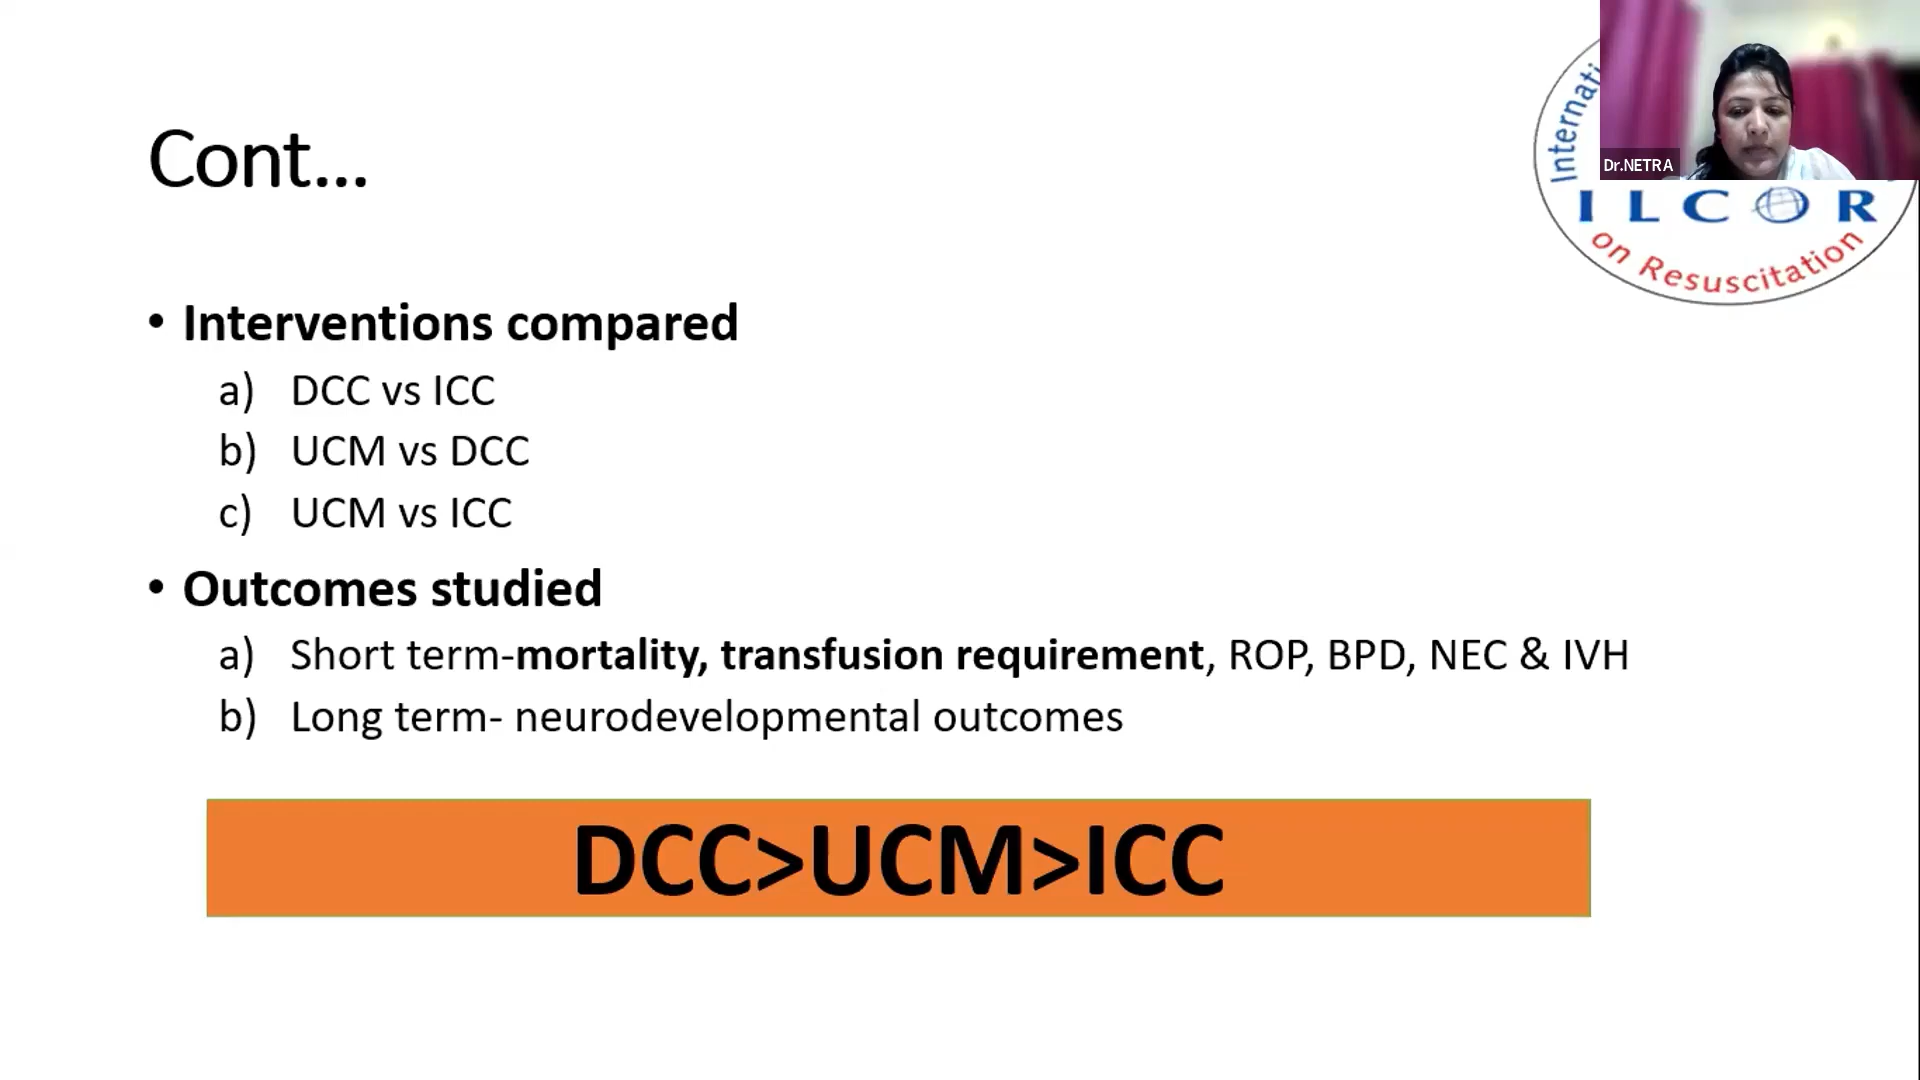 Cont...
Internati
Dr.NETRA
ILCOR
on Resuscitation
• Interventions compared
a) DCC vs ICC
b) UCM vs DCC
c) UCM vs ICC
• Outcomes studied
a) Short term-mortality, transfusion requirement, ROP, BPD, NEC & IVH
b) Long term- neurodevelopmental outcomes
DCC>UCM>ICC